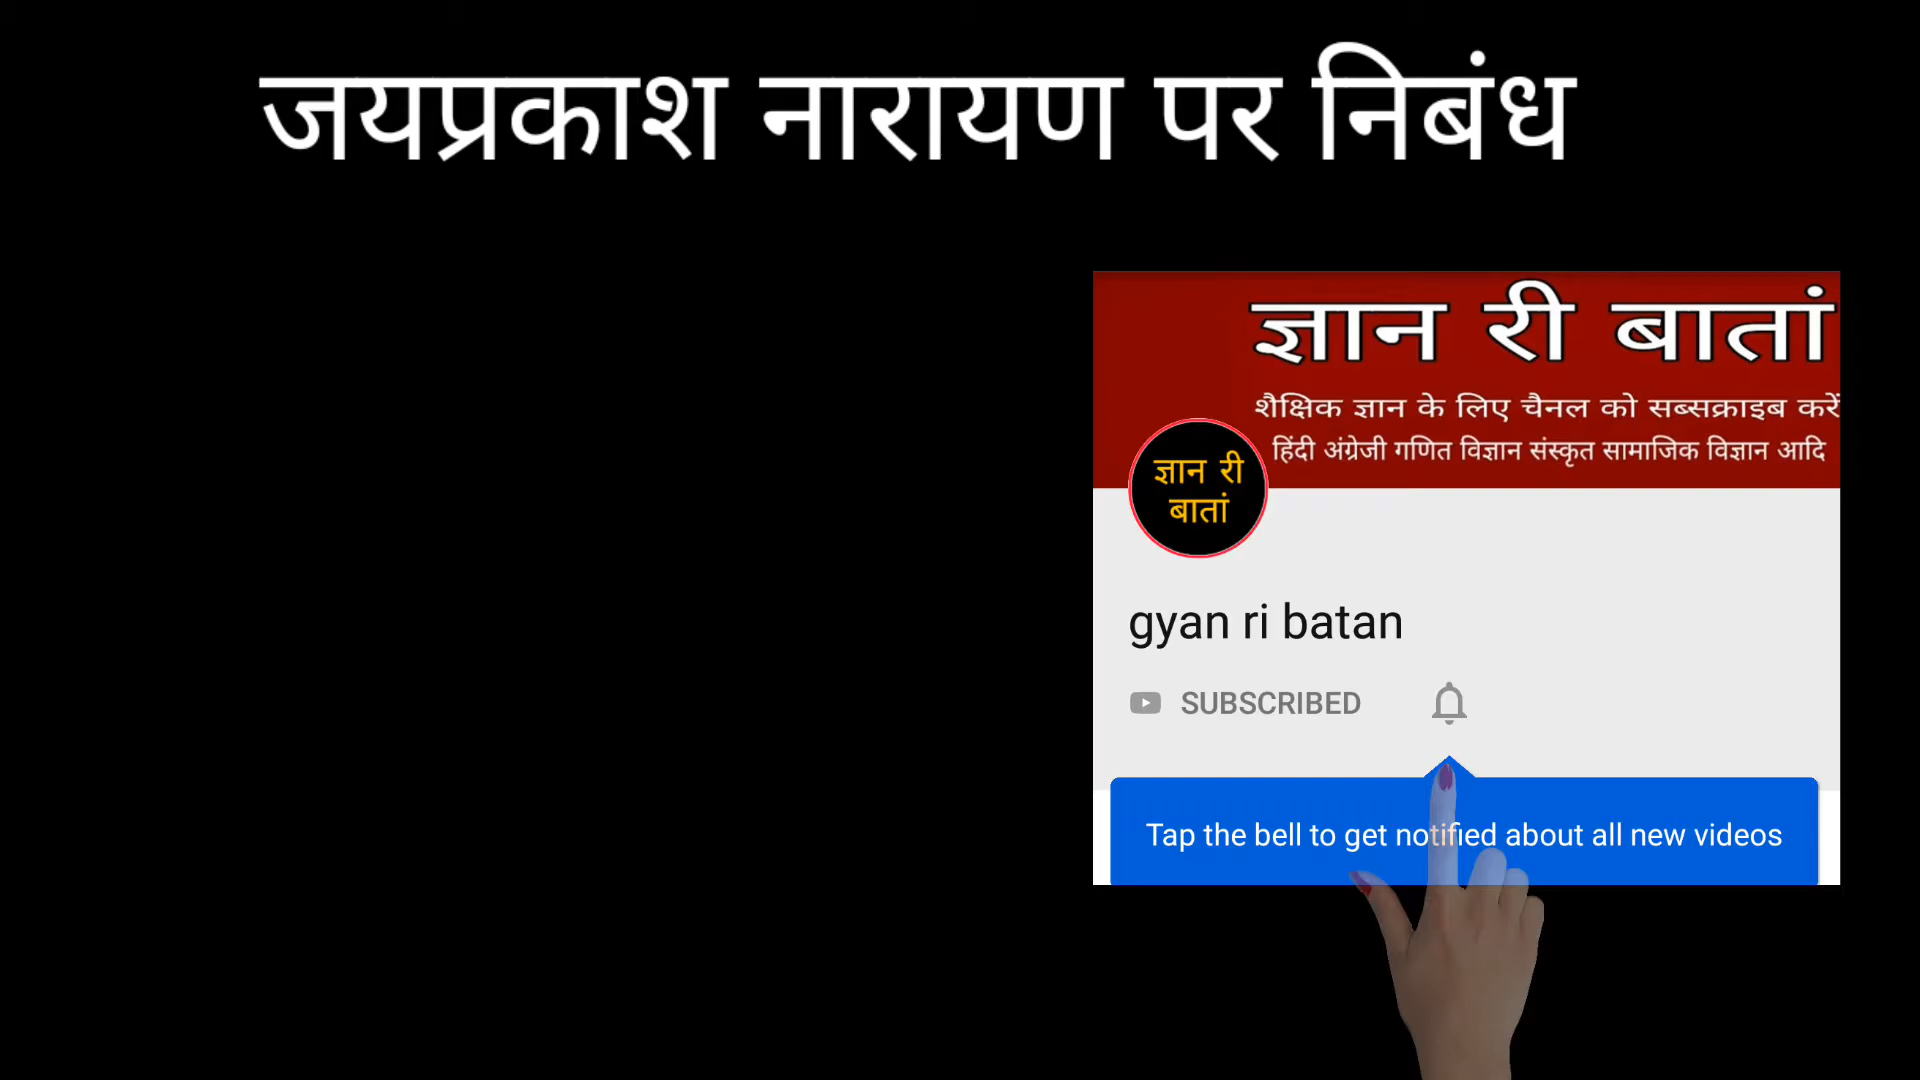 जयप्रकाश नारायण पर निबंध
ज्ञान री बातां
शैक्षिक ज्ञान के लिए चैनल को सब्सक्राइब करें
हिंदी अंग्रेजी गणित विज्ञान संस्कृत सामाजिक विज्ञान आदि
ज्ञान री
बातां
gyan ri batan
SUBSCRIBED
Tap the bell to get notified about all new videos